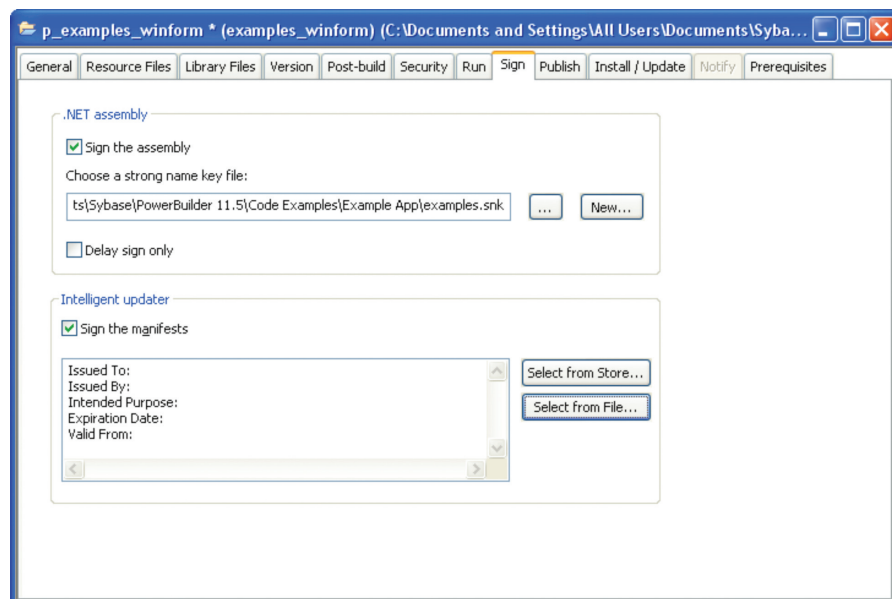 p_examples_winform * (examples_winform) (C:\Documents and Settings\All Users\Documents\Syba...
General Resource Files Library Files Version Post-build Security Run Sign Publish Install / Update Notify Prerequisites
.NET assembly
Sign the assembly
Choose a strong name key file:
ts\Sybase\PowerBuilder 11.5\Code Examples\Example App\examples.snk ... New...
Delay sign only
Intelligent updater
Sign the manifests
Issued To:
Issued By:
Intended Purpose:
Expiration Date:
Valid From:
Select from Store...
Select from File...